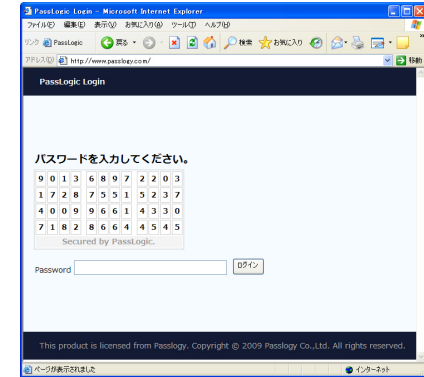 PassLogic Login - Microsoft Internet Explorer
ファイル(F) 編集(E) 表示(V) お気に入り(A) ツール(T) ヘルプ(H)
リンク PassLogic 戻る 検索 お気に入り
アドレス(D) http://www.passlogy.com/ 移動
PassLogic Login
パスワードを入力してください。
9 0 1 3 6 8 9 7 2 2 0 3
1 7 2 8 7 5 5 1 5 2 3 7
4 0 0 9 9 6 6 1 4 3 3 0
7 1 8 2 8 6 6 4 4 5 4 5
Secured by PassLogic.
Password ログイン
This product is licensed from Passlogy. Copyright © 2009 Passlogy Co.,Ltd. All rights reserved.
ページが表示されました インターネット